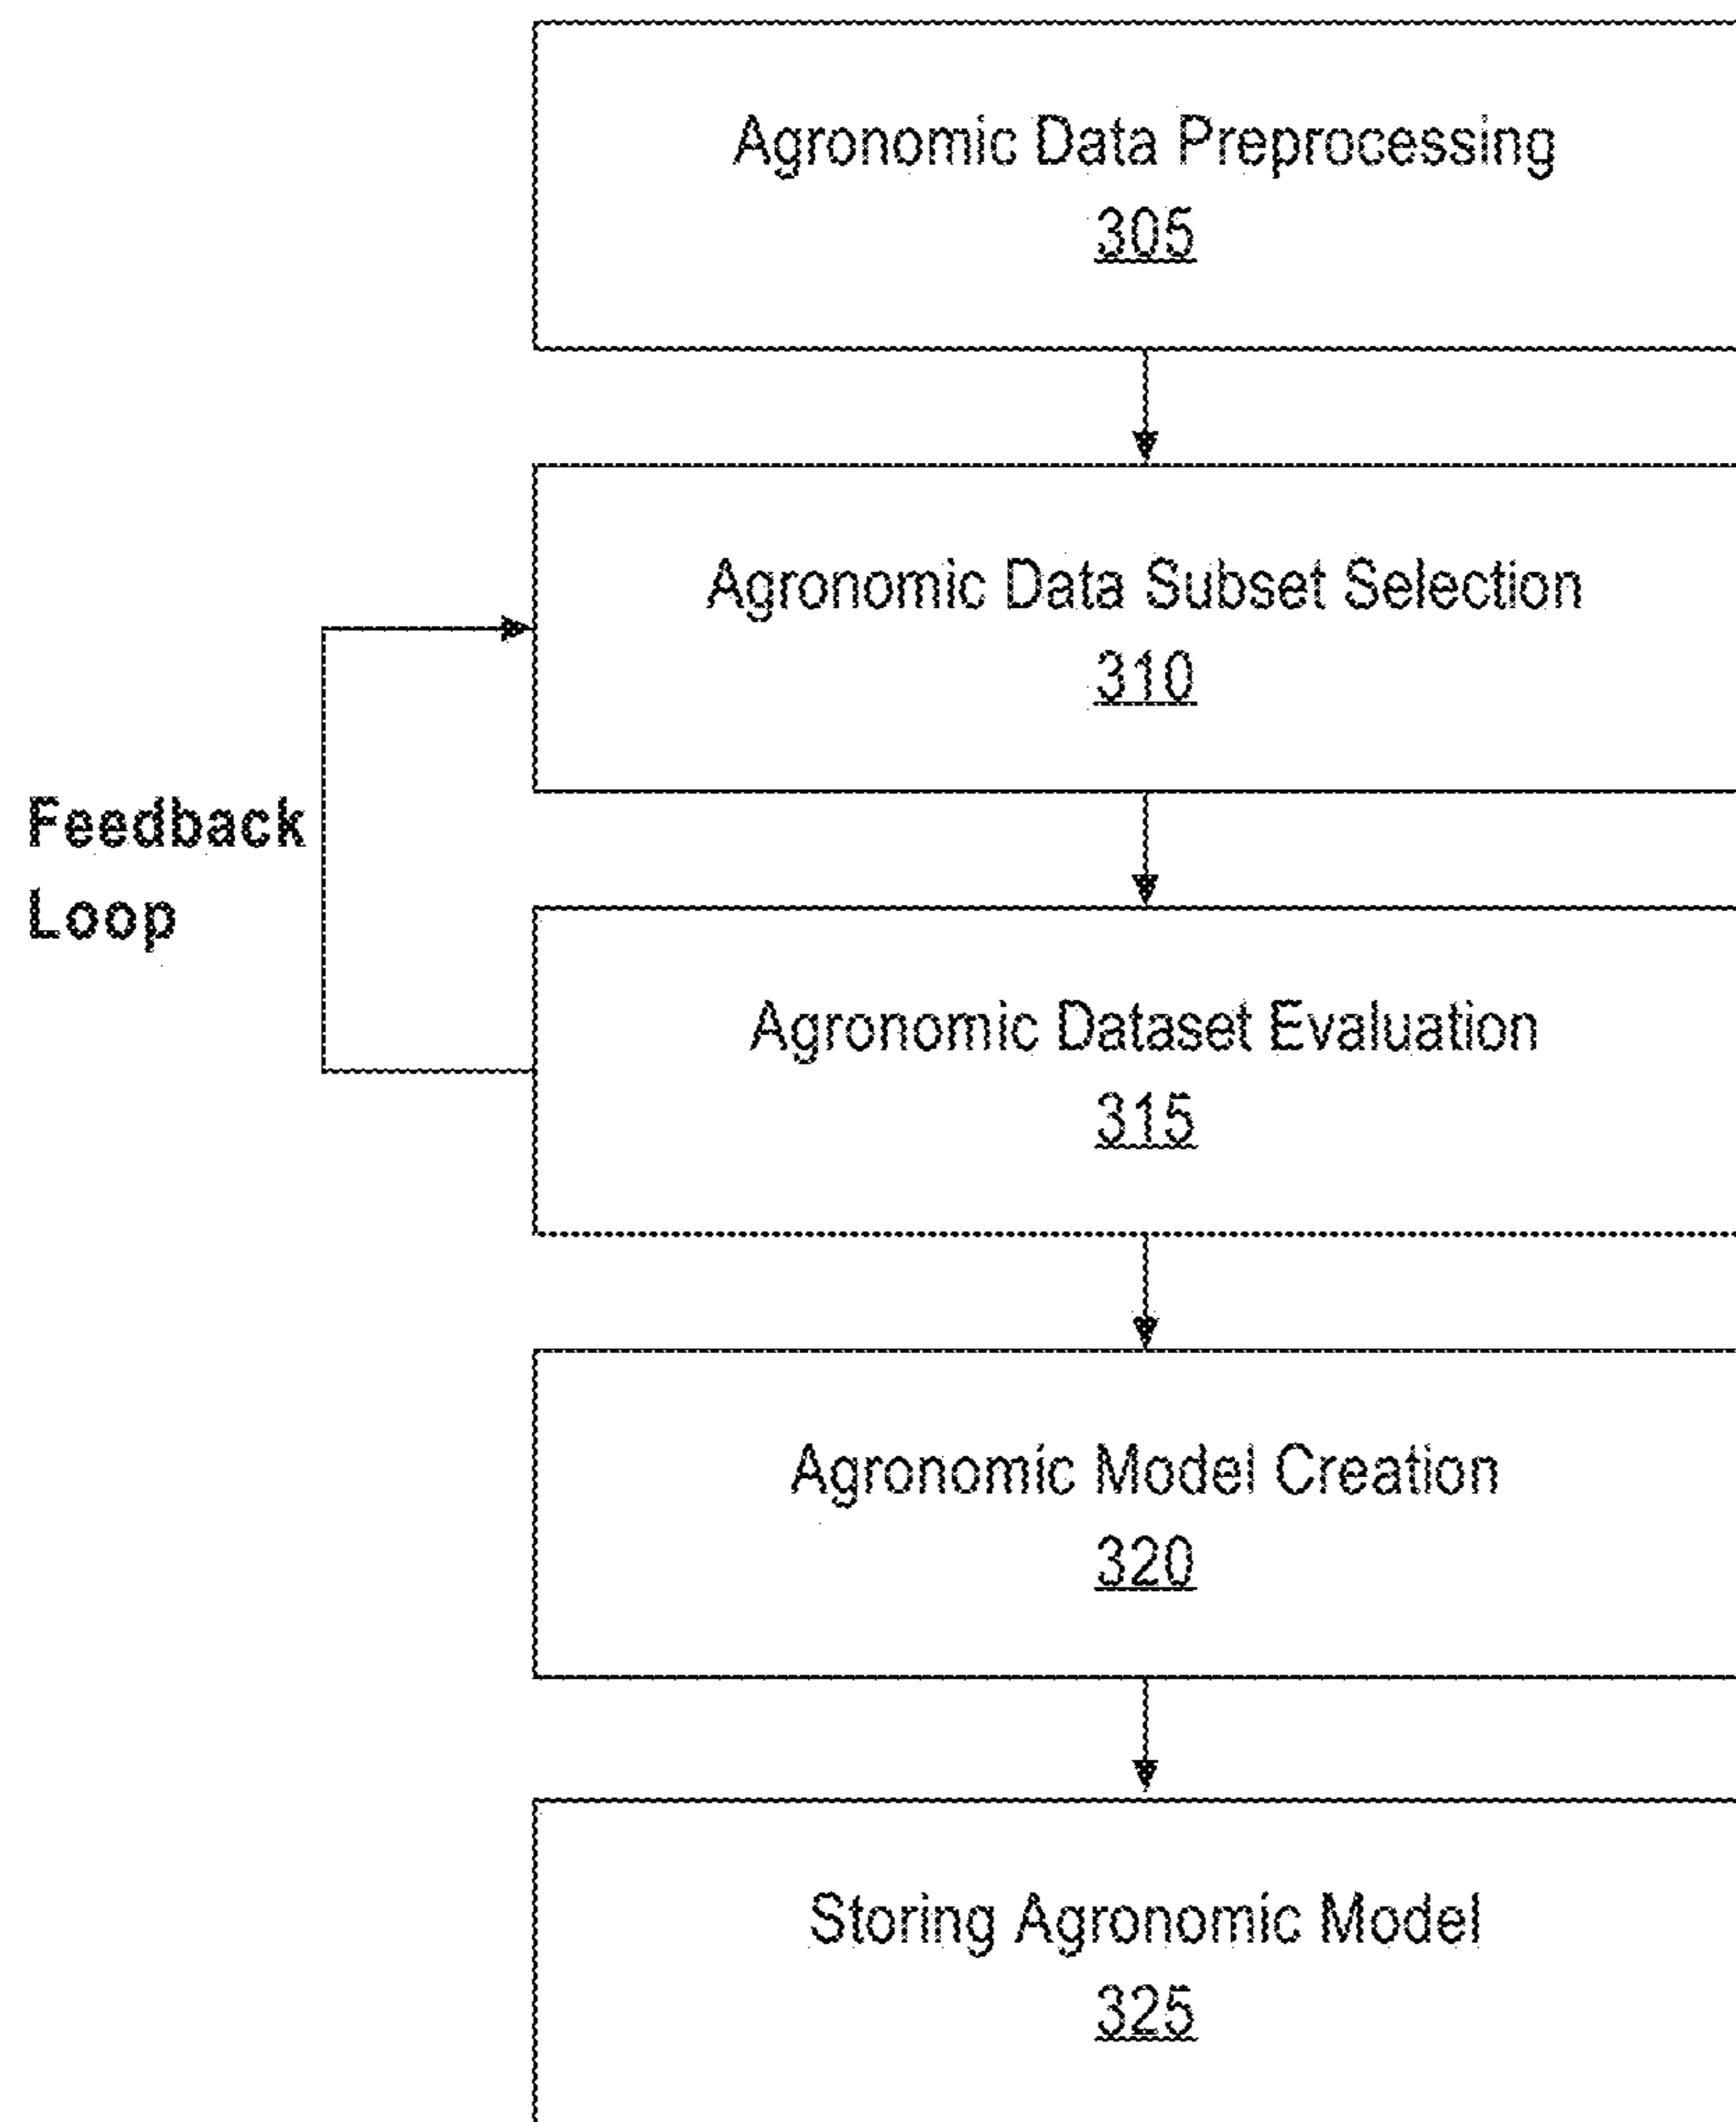 Agronomic Data Preprocessing
305
Agronomic Data Subset Selection
310
Feedback
Loop
Agronomic Dataset Evaluation
315
Agronomic Model Creation
320
Storing Agronomic Model
325